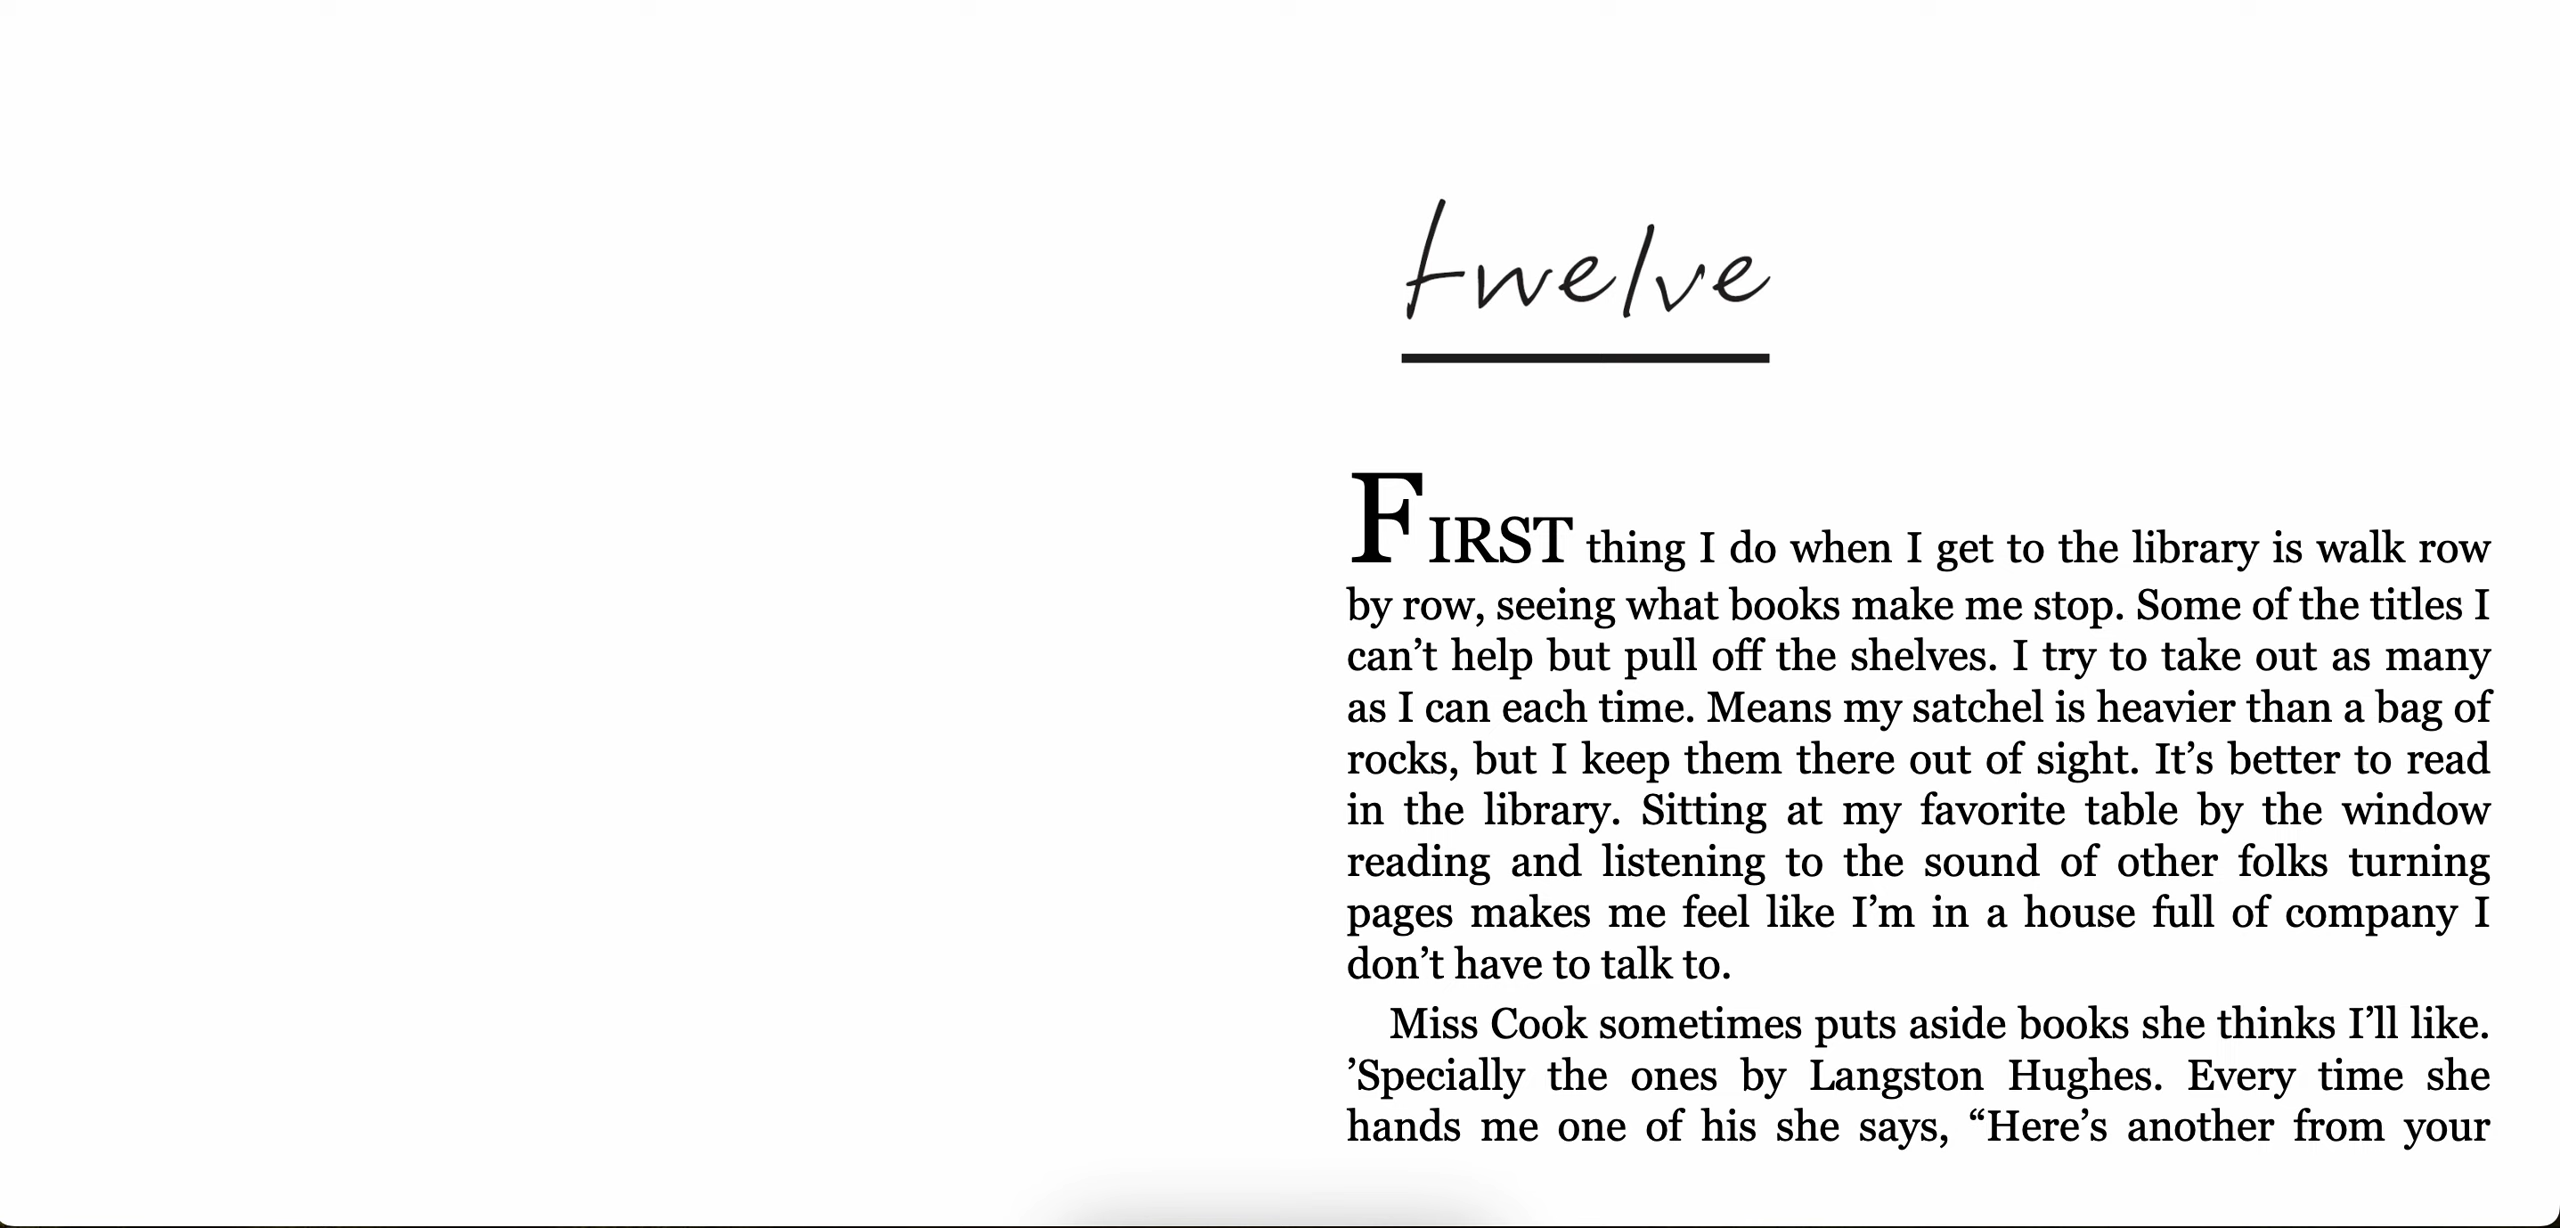 twelve
FIRST thing I do when I get to the library is walk row
by row, seeing what books make me stop. Some of the titles I
can’t help but pull off the shelves. I try to take out as many
as I can each time. Means my satchel is heavier than a bag of
rocks, but I keep them there out of sight. It’s better to read
in the library. Sitting at my favorite table by the window
reading and listening to the sound of other folks turning
pages makes me feel like I’m in a house full of company I
don’t have to talk to.
Miss Cook sometimes puts aside books she thinks I’ll like.
’Specially the ones by Langston Hughes. Every time she
hands me one of his she says, “Here’s another from your